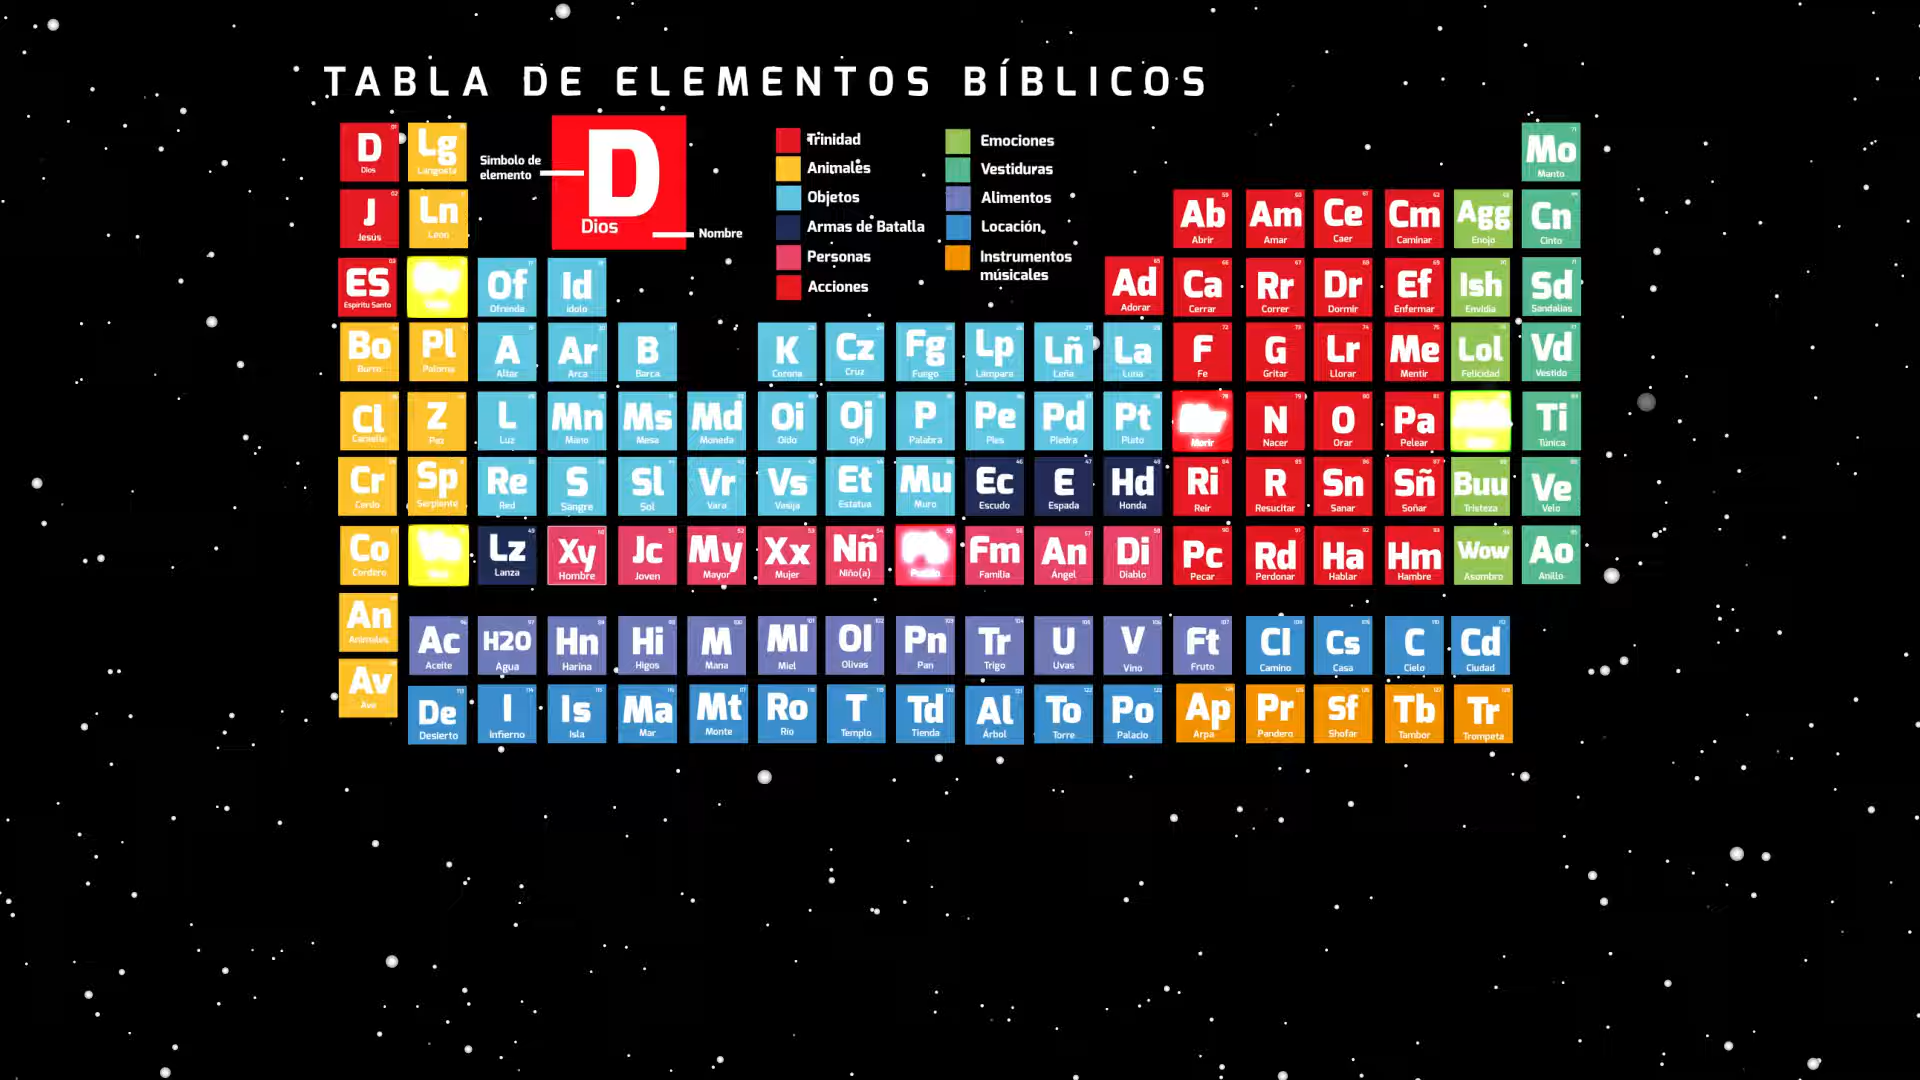 TABLA DE ELEMENTOS BÍBLICOS
D Dios
Lg Langosta
Símbolo de elemento
D
Dios
Nombre
Trinidad
Animales
Objetos
Armas de Batalla
Personas
Acciones
Emociones
Vestiduras
Alimentos
Locación
Instrumentos músicales
Mo Manto
J Jesús
Ln León
Ab Abrir
Am Amar
Ce Caer
Cm Caminar
Agg Enojo
Cn Cinto
ES Espíritu Santo
Of Ofrenda
Id Idolo
Ad Adorar
Ca Cerrar
Rr Correr
Dr Dormir
Ef Enfermar
Ish Envidia
Sd Sandalias
Bo Burro
Pl Paloma
A Altar
Ar Arca
B Barca
K Corona
Cz Cruz
Fg Fuego
Lp Lámpara
Lñ Leña
La Luna
F Fe
G Gritar
Lr Llorar
Me Mentir
Lol Felicidad
Vd Vestido
Cl Camello
Z Pez
L Luz
Mn Mano
Ms Mesa
Md Moneda
Oi Oido
Oj Ojo
P Palabra
Pe Pies
Pd Piedra
Pt Plato
Morir
N Nacer
O Orar
Pa Pelear
Ti Túnica
Cr Cerdo
Sp Serpiente
Re Red
S Sangre
Sl Sol
Vr Vara
Vs Vasija
Et Estatua
Mu Muro
Ec Escudo
E Espada
Hd Honda
Ri Reir
R Resucitar
Sn Sanar
Sñ Soñar
Buu Tristeza
Ve Velo
Co Cordero
Lz Lanza
Xy Hombre
Jc Joven
My Mayor
Xx Mujer
Nñ Niño(a)
Fm Familia
An Ángel
Di Diablo
Pc Pecar
Rd Perdonar
Ha Hablar
Hm Hambre
Wow Asombro
Ao Anillo
An Animales
Ac Aceite
H2O Agua
Hn Harina
Hi Higos
M Mana
Ml Miel
Ol Olivas
Pn Pan
Tr Trigo
U Uvas
V Vino
Ft Fruto
Cl Camino
Cs Casa
C Cielo
Cd Ciudad
Av Ave
De Desierto
I Infierno
Is Isla
Ma Mar
Mt Monte
Ro Río
T Templo
Td Tienda
Al Árbol
To Torre
Po Palacio
Ap Arpa
Pr Pandero
Sf Shofar
Tb Tambor
Tr Trompeta